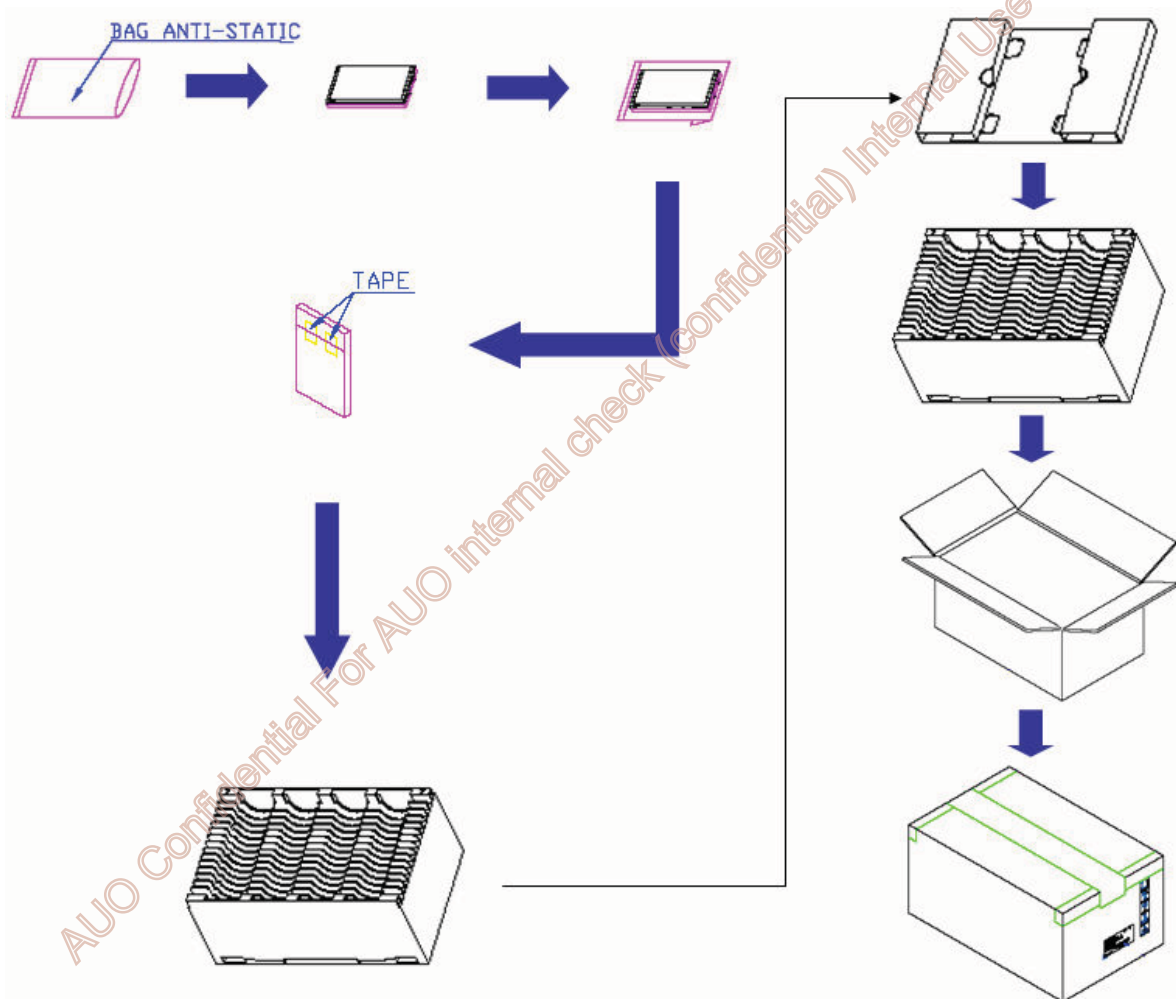 BAG ANTI-STATIC
TAPE
AUO Confidential For AUO internal check (confidential) Internal Use